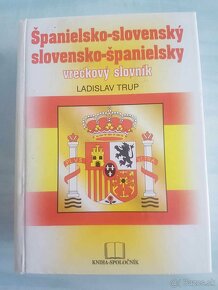 Španielsko-slovenský
slovensko-španielsky
vreckový slovník
LADISLAV TRUP
KNIHA-SPOLOČNÍK